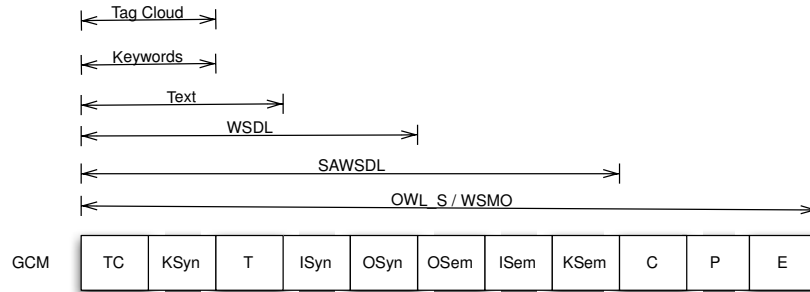 Tag Cloud
Keywords
Text
WSDL
SAWSDL
OWL_S / WSMO
GCM TC KSyn T ISyn OSyn OSem ISem KSem C P E